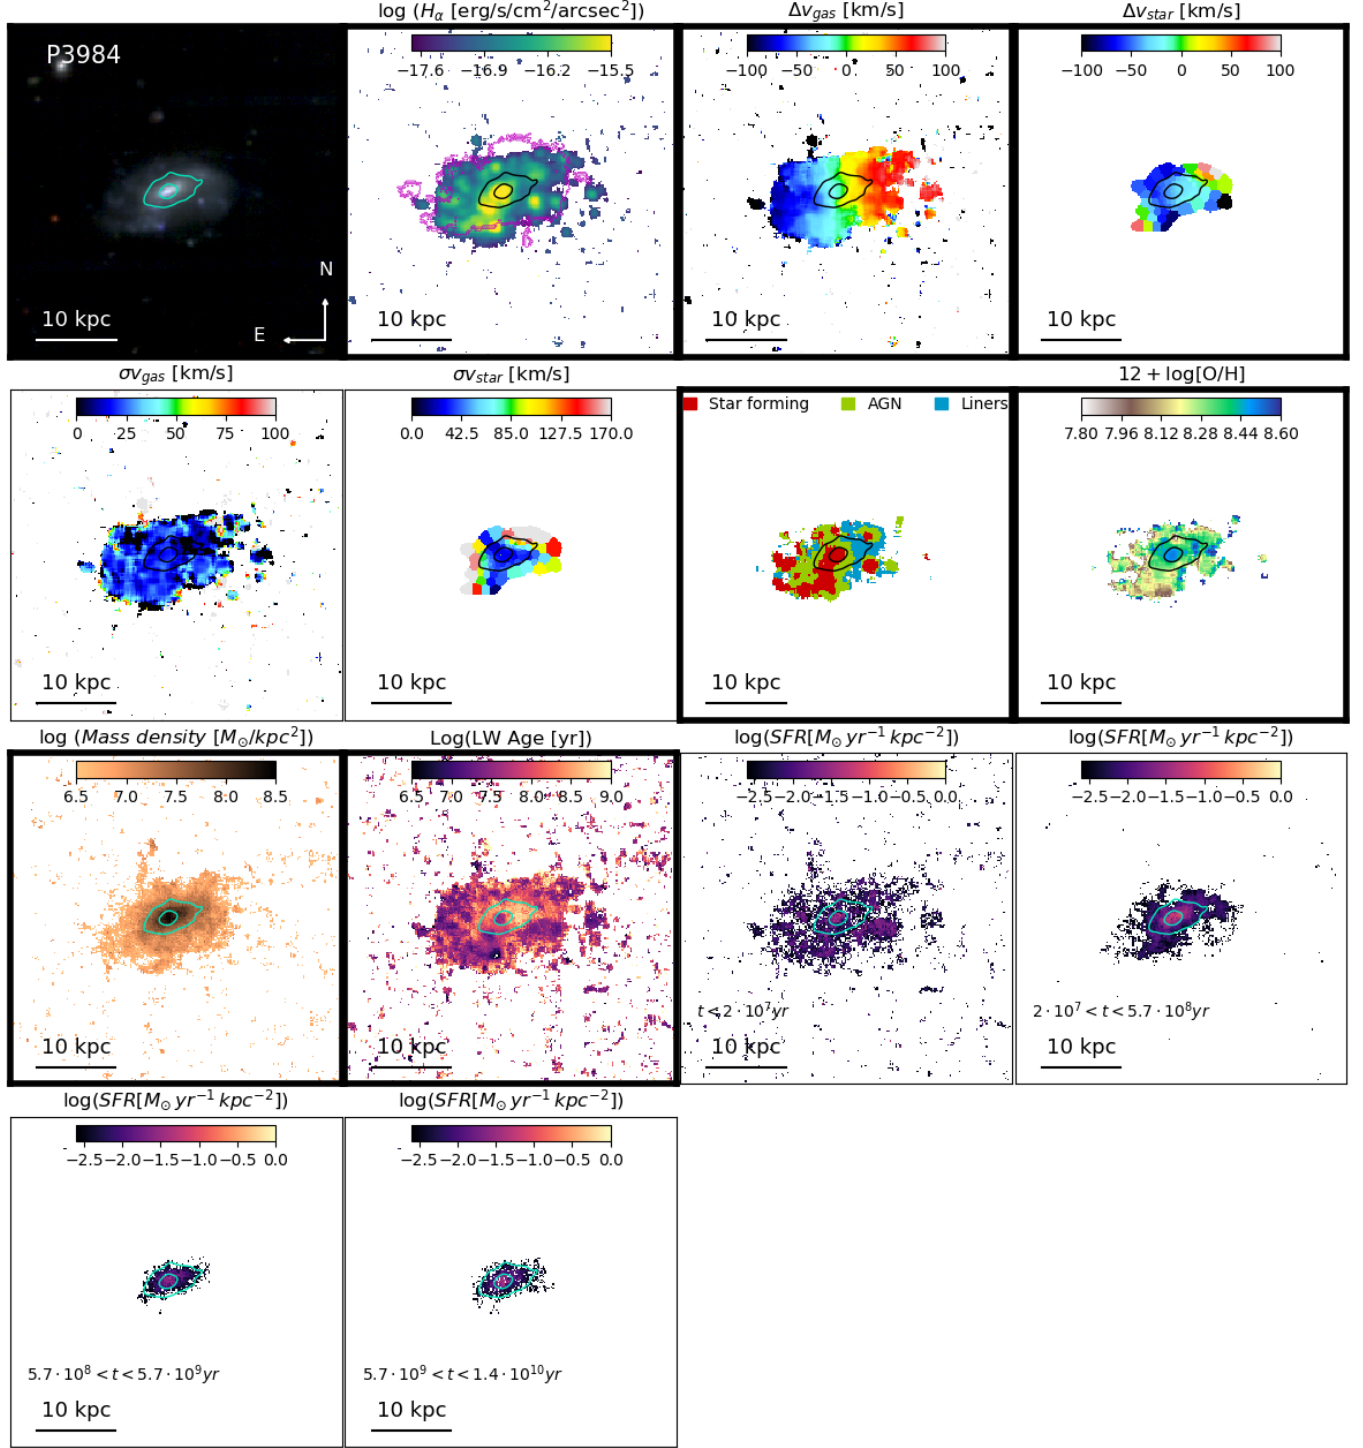 log (H_α [erg/s/cm²/arcsec²])
Δv_gas [km/s]
Δv_star [km/s]
P3984
−17.6 −16.9 −16.2 −15.5
−100 −50 0 50 100
−100 −50 0 50 100
N
E
10 kpc
10 kpc
10 kpc
10 kpc
σv_gas [km/s]
σv_star [km/s]
12 + log[O/H]
0 25 50 75 100
0.0 42.5 85.0 127.5 170.0
Star forming AGN Liners
7.80 7.96 8.12 8.28 8.44 8.60
10 kpc
10 kpc
10 kpc
10 kpc
log (Mass density [M_⊙/kpc²])
Log(LW Age [yr])
log(SFR[M_⊙ yr⁻¹ kpc⁻²])
log(SFR[M_⊙ yr⁻¹ kpc⁻²])
6.5 7.0 7.5 8.0 8.5
6.5 7.0 7.5 8.0 8.5 9.0
−2.5 −2.0 −1.5 −1.0 −0.5 0.0
−2.5 −2.0 −1.5 −1.0 −0.5 0.0
t < 2 · 10⁷yr
2 · 10⁷ < t < 5.7 · 10⁸yr
10 kpc
10 kpc
10 kpc
10 kpc
log(SFR[M_⊙ yr⁻¹ kpc⁻²])
log(SFR[M_⊙ yr⁻¹ kpc⁻²])
−2.5 −2.0 −1.5 −1.0 −0.5 0.0
−2.5 −2.0 −1.5 −1.0 −0.5 0.0
5.7 · 10⁸ < t < 5.7 · 10⁹yr
5.7 · 10⁹ < t < 1.4 · 10¹⁰yr
10 kpc
10 kpc